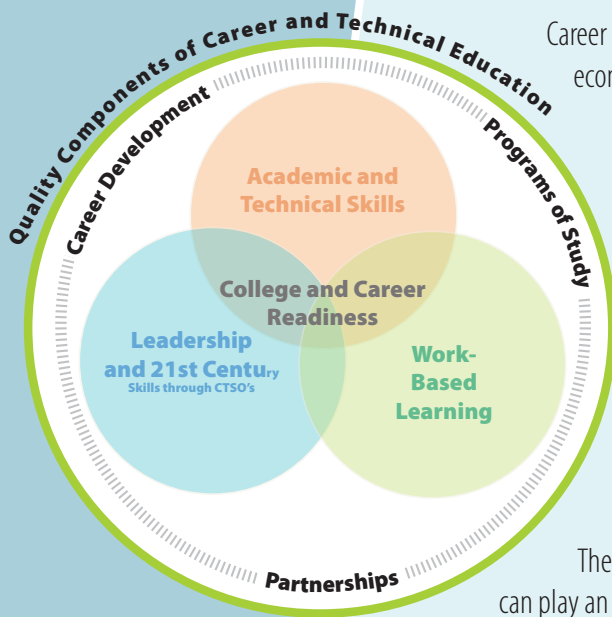 Quality Components of Career and Technical Education
Career
econ
Career Development
Programs of Study
Academic and
Technical Skills
College and Career
Readiness
Leadership
and 21st Century
Skills through CTSO's
Work-
Based
Learning
Partnerships
The
can play an